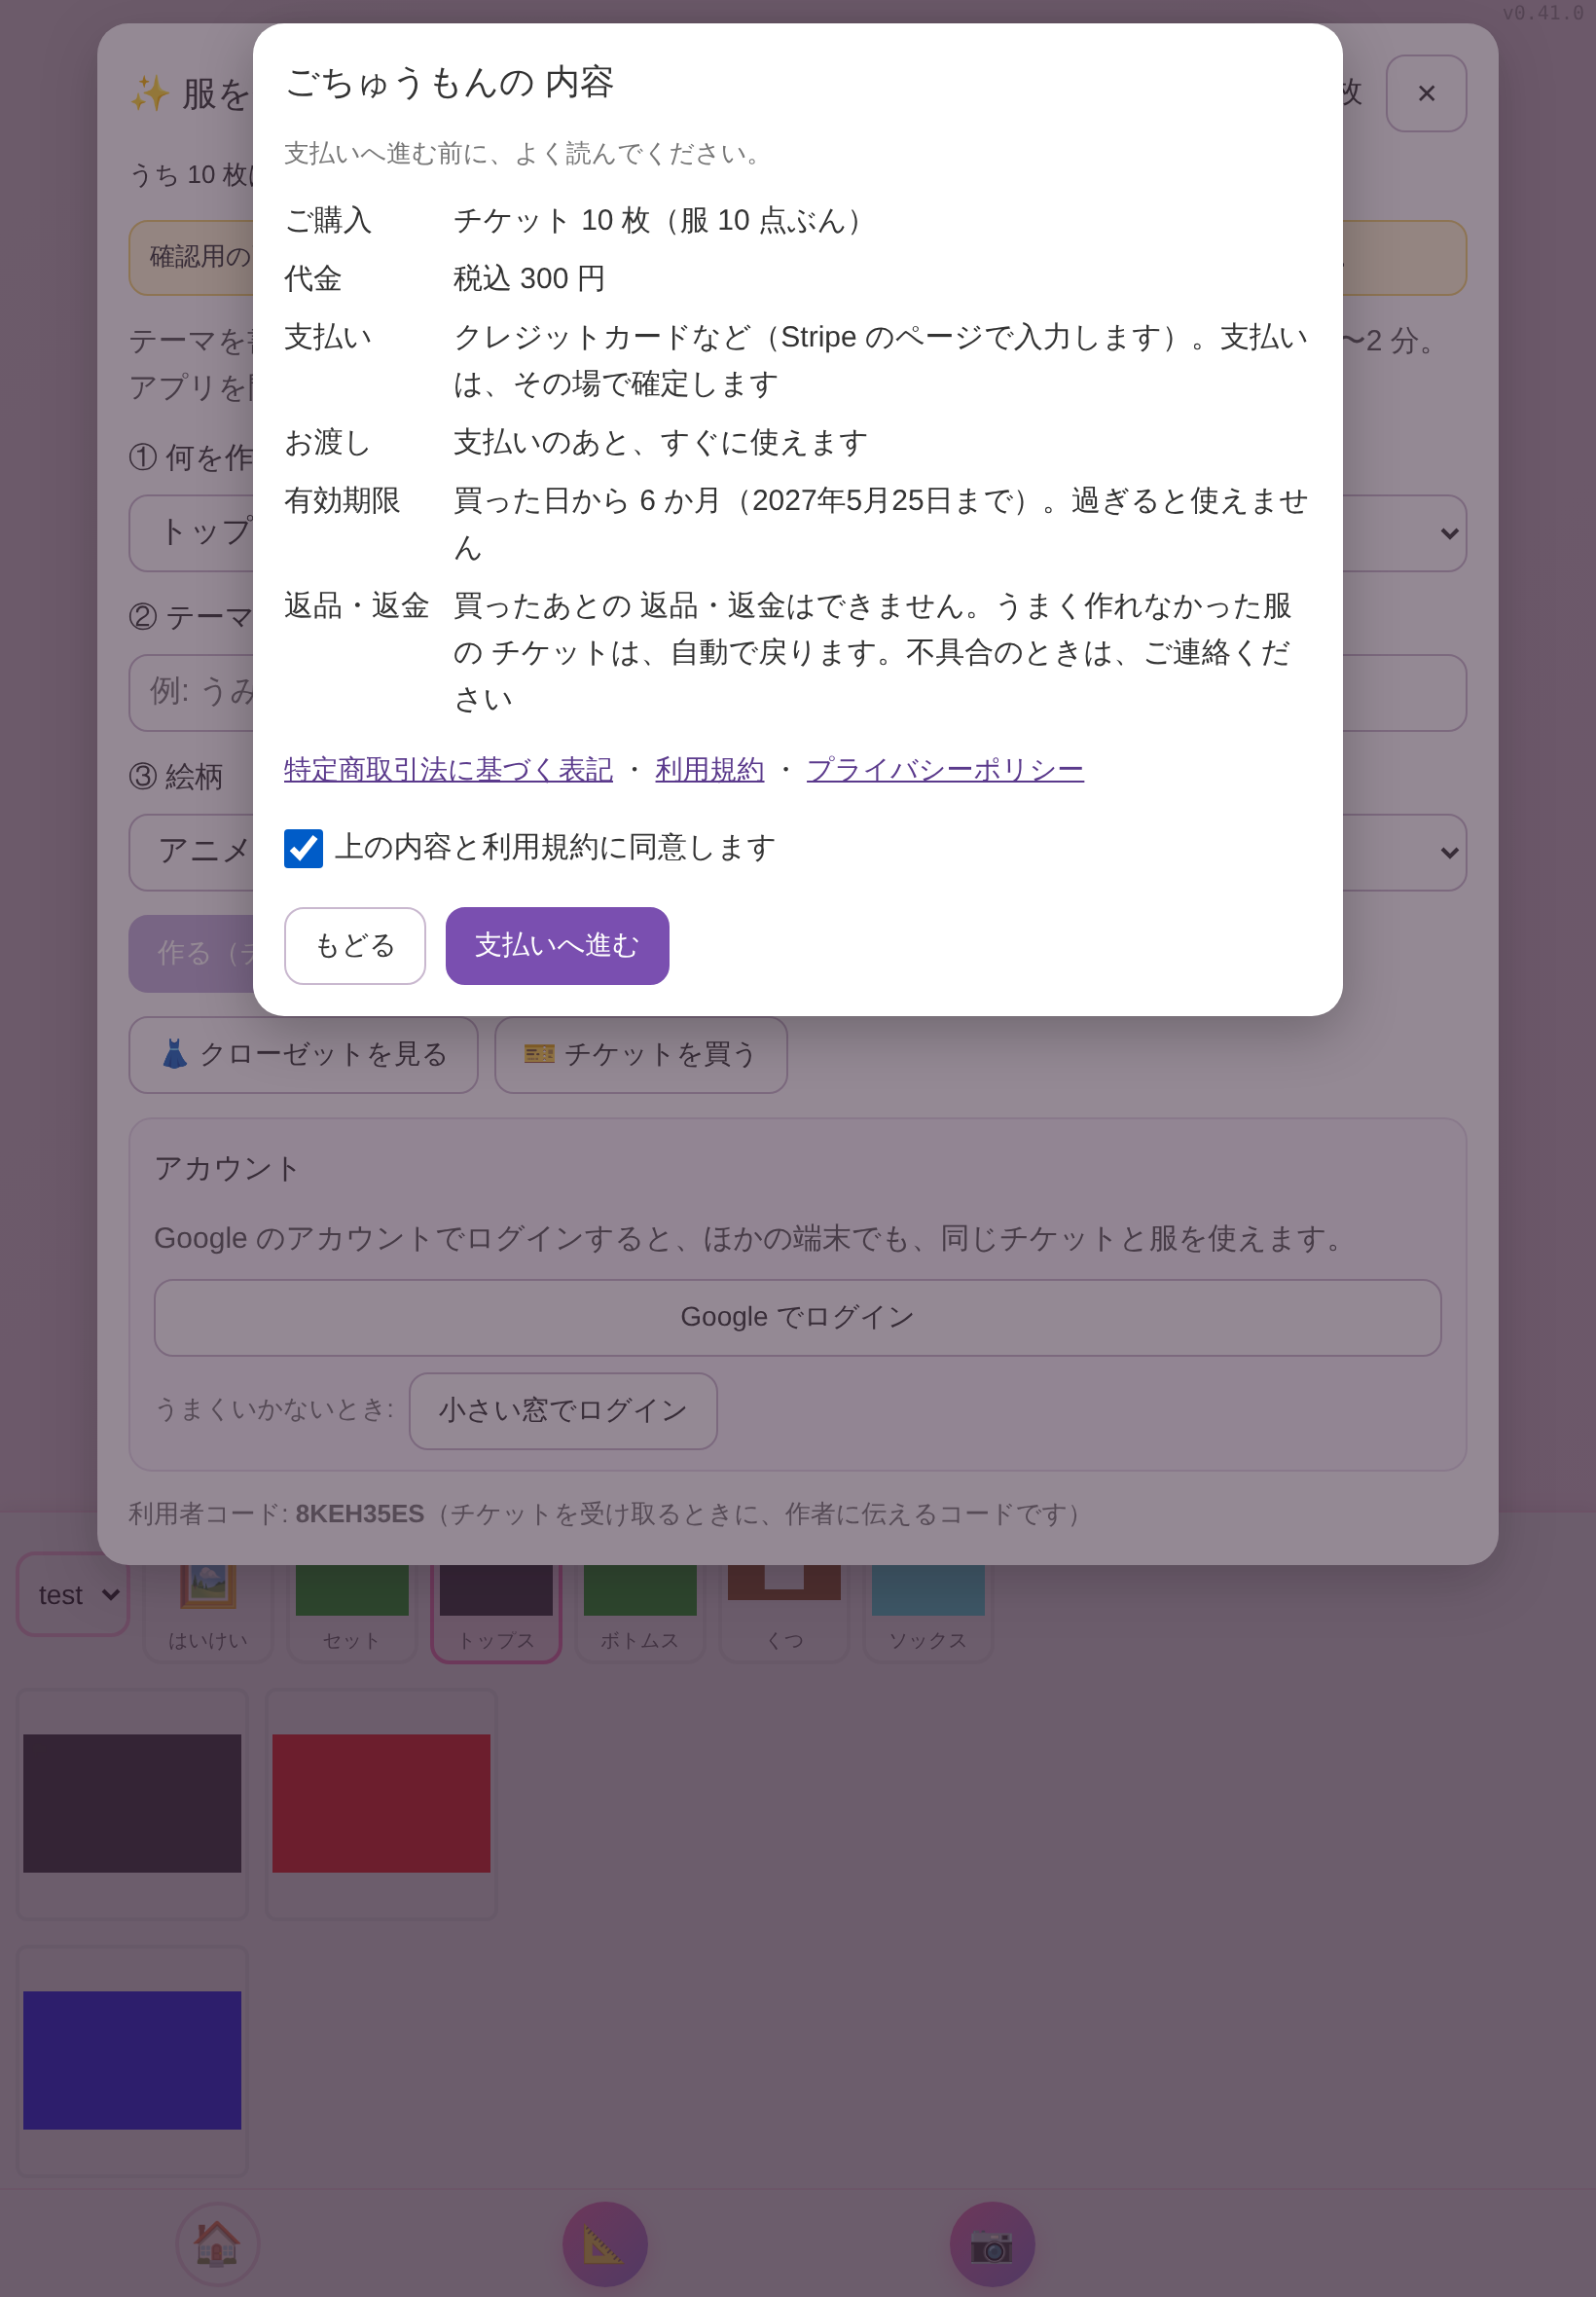 v0.41.0
✨ 服を
枚
×
うち 10 枚
確認用の
テーマを
〜2 分。
アプリを
ごちゅうもんの 内容
支払いへ進む前に、よく読んでください。
ご購入 チケット 10 枚（服 10 点ぶん）
代金 税込 300 円
支払い クレジットカードなど（Stripe のページで入力します）。支払い
は、その場で確定します
お渡し 支払いのあと、すぐに使えます
有効期限 買った日から 6 か月（2027年5月25日まで）。過ぎると使えませ
ん
返品・返金 買ったあとの 返品・返金はできません。うまく作れなかった服
の チケットは、自動で戻ります。不具合のときは、ご連絡くだ
さい
特定商取引法に基づく表記 ・ 利用規約 ・ プライバシーポリシー
上の内容と利用規約に同意します
もどる 支払いへ進む
① 何を作
トップ
② テーマ
例: うみ
③ 絵柄
アニメ
作る（チ
👗 クローゼットを見る 🎫 チケットを買う
アカウント
Google のアカウントでログインすると、ほかの端末でも、同じチケットと服を使えます。
Google でログイン
うまくいかないとき: 小さい窓でログイン
利用者コード: 8KEH35ES（チケットを受け取るときに、作者に伝えるコードです）
test
はいけい セット トップス ボトムス くつ ソックス